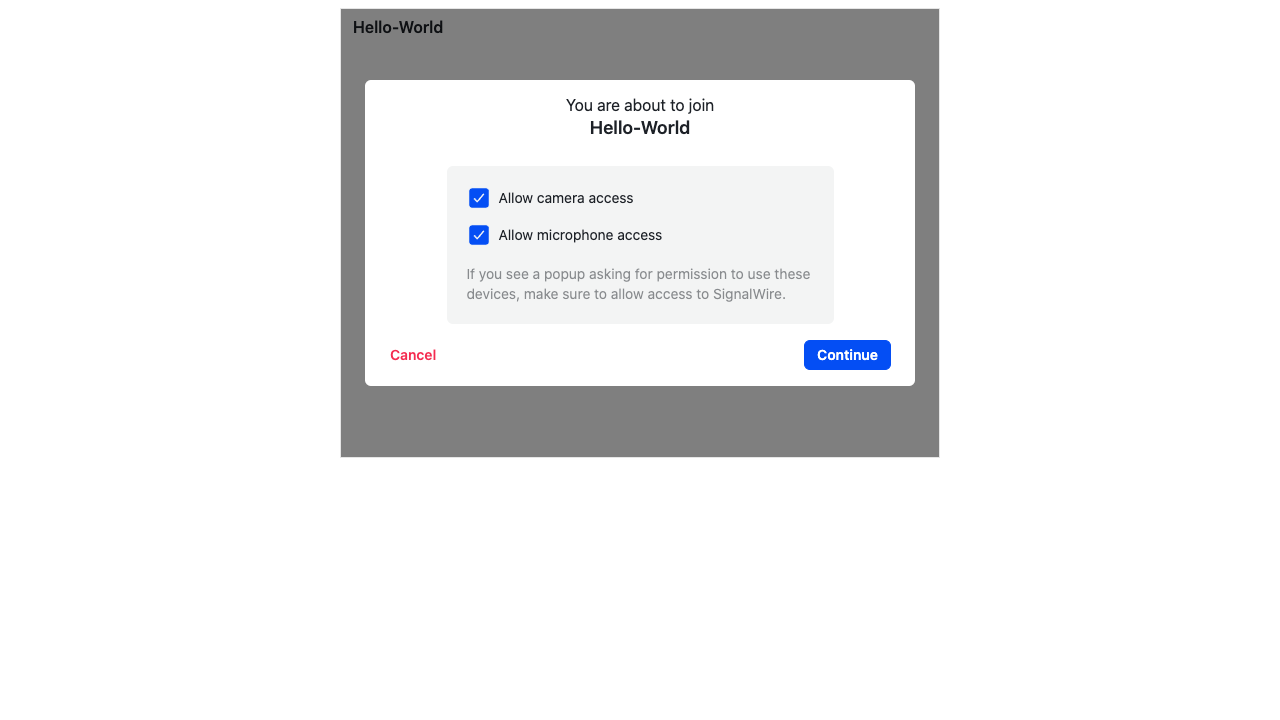 Hello-World
You are about to join
Hello-World
Allow camera access
Allow microphone access
If you see a popup asking for permission to use these
devices, make sure to allow access to SignalWire.
Cancel
Continue